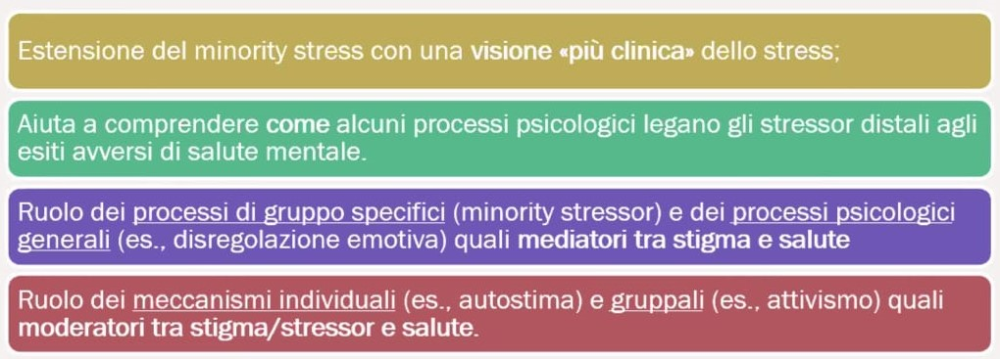 Estensione del minority stress con una visione «più clinica» dello stress;
Aiuta a comprendere come alcuni processi psicologici legano gli stressor distali agli
esiti avversi di salute mentale.
Ruolo dei processi di gruppo specifici (minority stressor) e dei processi psicologici
generali (es., disregolazione emotiva) quali mediatori tra stigma e salute
Ruolo dei meccanismi individuali (es., autostima) e gruppali (es., attivismo) quali
moderatori tra stigma/stressor e salute.